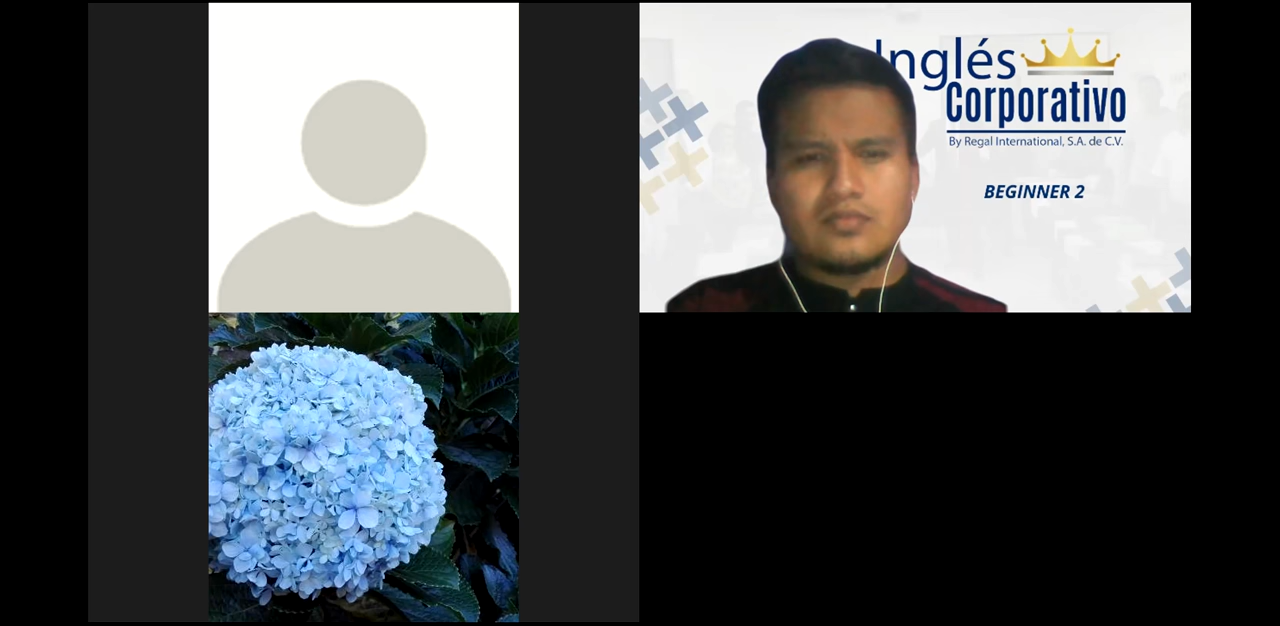 Inglés
Corporativo
By Regal International, S.A. de C.V.
BEGINNER 2